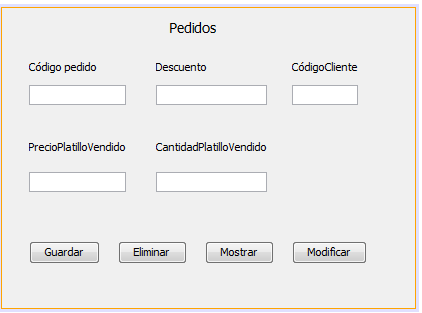 Pedidos
Código pedido Descuento CódigoCliente
PrecioPlatilloVendido CantidadPlatilloVendido
Guardar Eliminar Mostrar Modificar